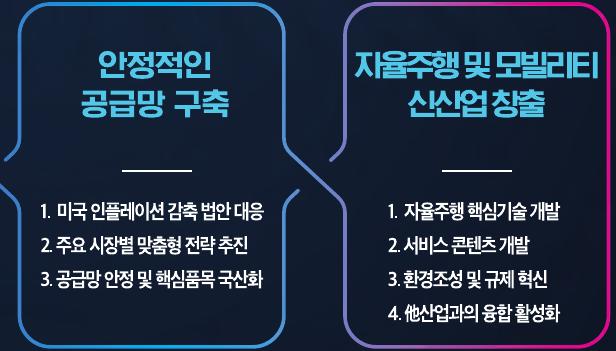 안정적인
공급망 구축
1. 미국 인플레이션 감축 법안 대응
2. 주요 시장별 맞춤형 전략 추진
3. 공급망 안정 및 핵심품목 국산화
자율주행 및 모빌리티
신산업 창출
1. 자율주행 핵심기술 개발
2. 서비스 콘텐츠 개발
3. 환경조성 및 규제 혁신
4. 他산업과의 융합 활성화